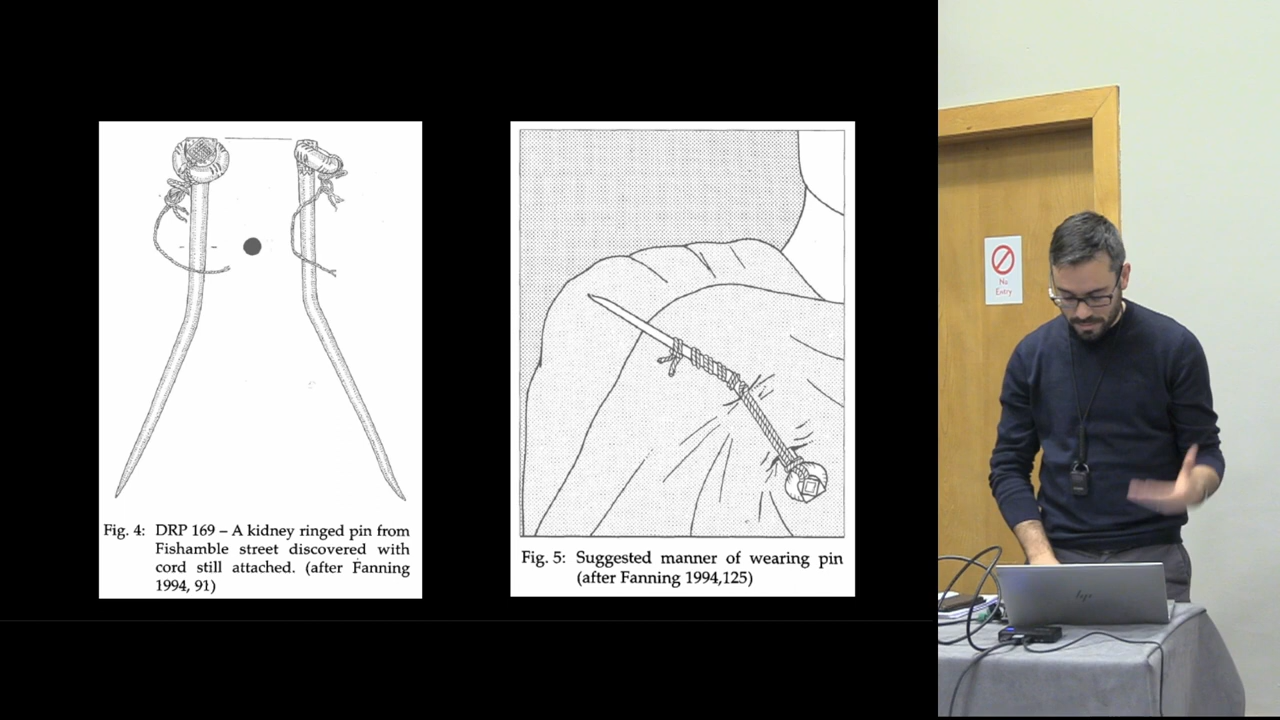 Fig. 4: DRP 169 – A kidney ringed pin from
Fishamble street discovered with
cord still attached. (after Fanning
1994, 91)
Fig. 5: Suggested manner of wearing pin
(after Fanning 1994,125)
No
Entry
hp